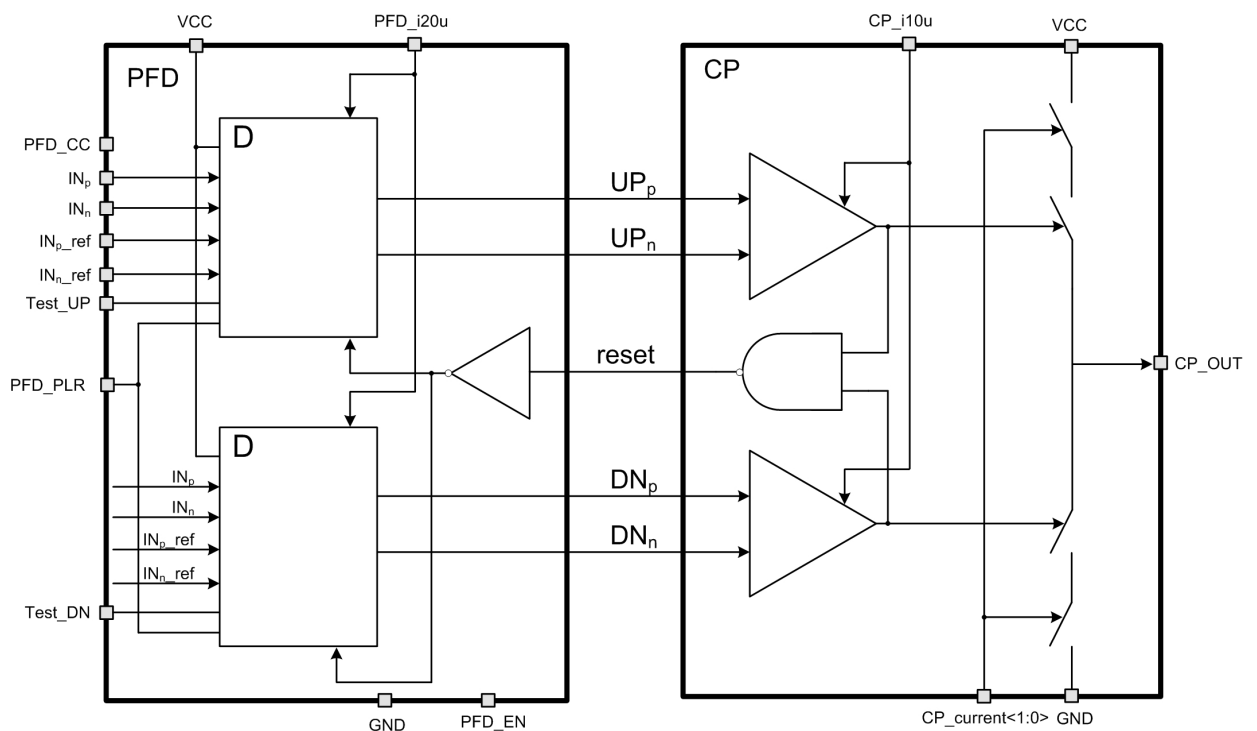 VCC
PFD_i20u
CP_i10u
VCC
PFD
CP
D
PFD_CC
INp
INn
INp_ref
INn_ref
Test_UP
UPp
UPn
reset
PFD_PLR
CP_OUT
D
INp
INn
INp_ref
INn_ref
DNp
DNn
Test_DN
GND
PFD_EN
CP_current<1:0>
GND